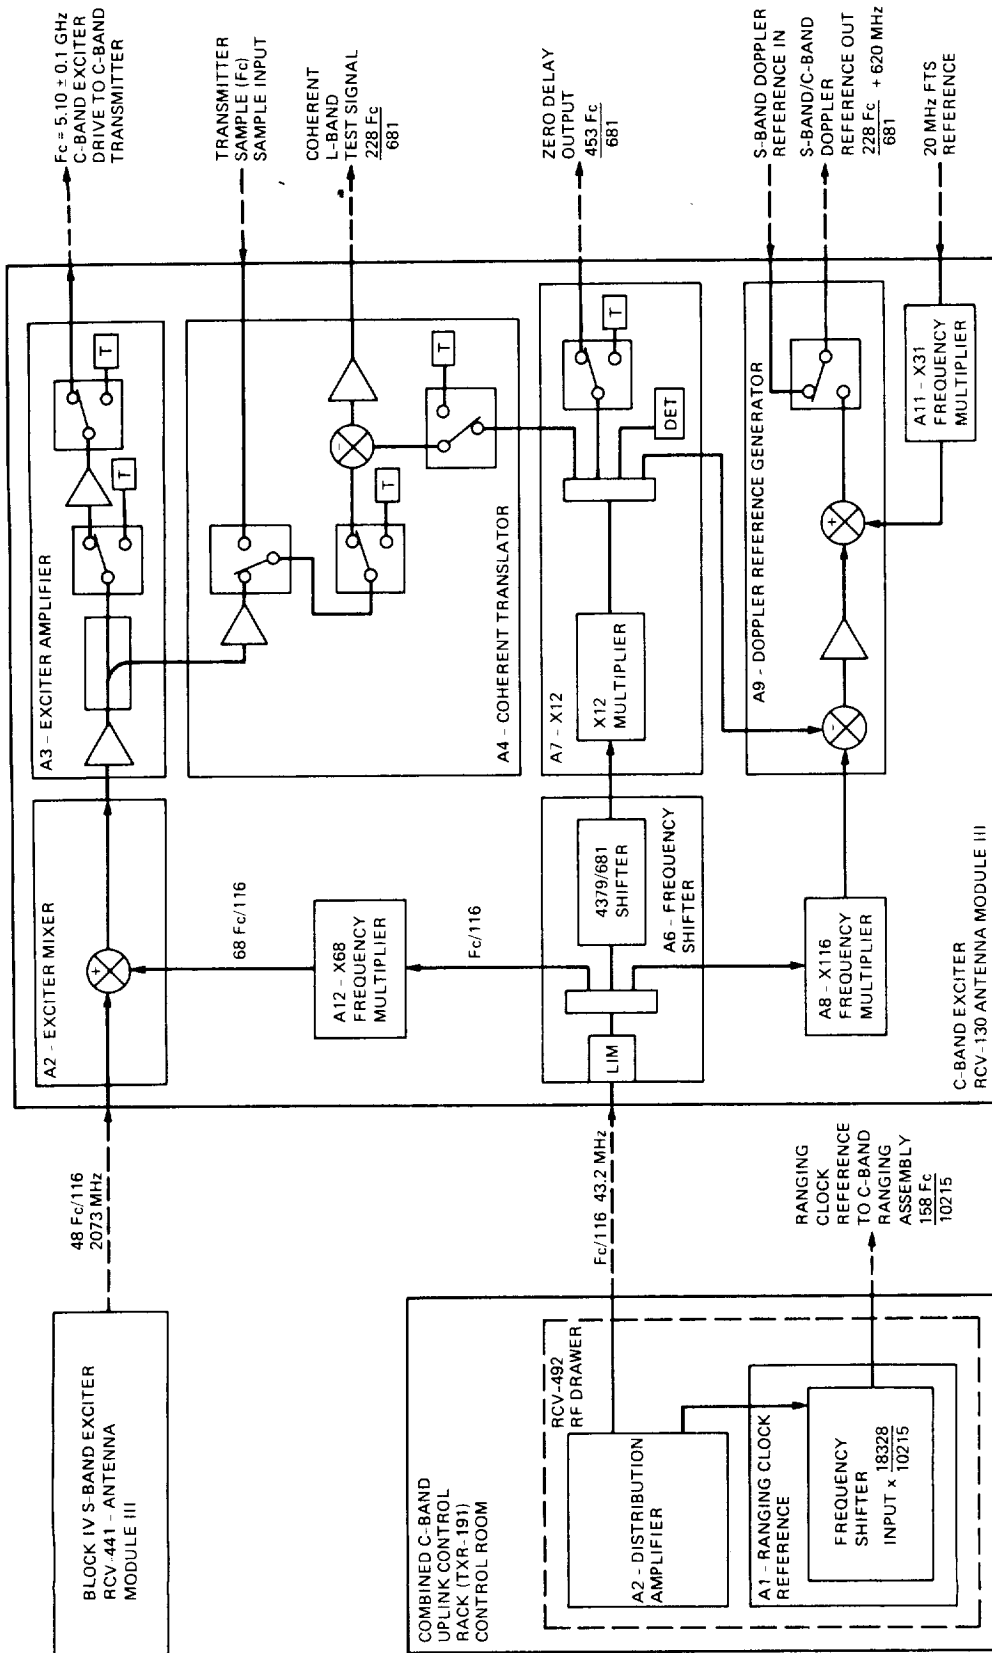 BLOCK IV S-BAND EXCITER
RCV-441 - ANTENNA
MODULE III
48 Fc/116
2073 MHz
A2 - EXCITER MIXER
+
A3 - EXCITER AMPLIFIER
T
T
Fc = 5.10 ± 0.1 GHz
C-BAND EXCITER
DRIVE TO C-BAND
TRANSMITTER
TRANSMITTER
SAMPLE (Fc)
SAMPLE INPUT
COHERENT
L-BAND
TEST SIGNAL
228 Fc
681
A4 - COHERENT TRANSLATOR
-
T
T
68 Fc/116
A12 - X68
FREQUENCY
MULTIPLIER
Fc/116
COMBINED C-BAND
UPLINK CONTROL
RACK (TXR-191)
CONTROL ROOM
RCV-492
RF DRAWER
A2 - DISTRIBUTION
AMPLIFIER
A1 - RANGING CLOCK
REFERENCE
FREQUENCY
SHIFTER
INPUT x 18328
10215
Fc/116 43.2 MHz
RANGING
CLOCK
REFERENCE
TO C-BAND
RANGING
ASSEMBLY
158 Fc
10215
LIM
4379/681
SHIFTER
A6 - FREQUENCY
SHIFTER
A7 - X12
X12
MULTIPLIER
T
DET
ZERO DELAY
OUTPUT
453 Fc
681
A8 - X116
FREQUENCY
MULTIPLIER
A9 - DOPPLER REFERENCE GENERATOR
-
+
A11 - X31
FREQUENCY
MULTIPLIER
S-BAND DOPPLER
REFERENCE IN
S-BAND/C-BAND
DOPPLER
REFERENCE OUT
228 Fc + 620 MHz
681
20 MHz FTS
REFERENCE
C-BAND EXCITER
RCV-130 ANTENNA MODULE III